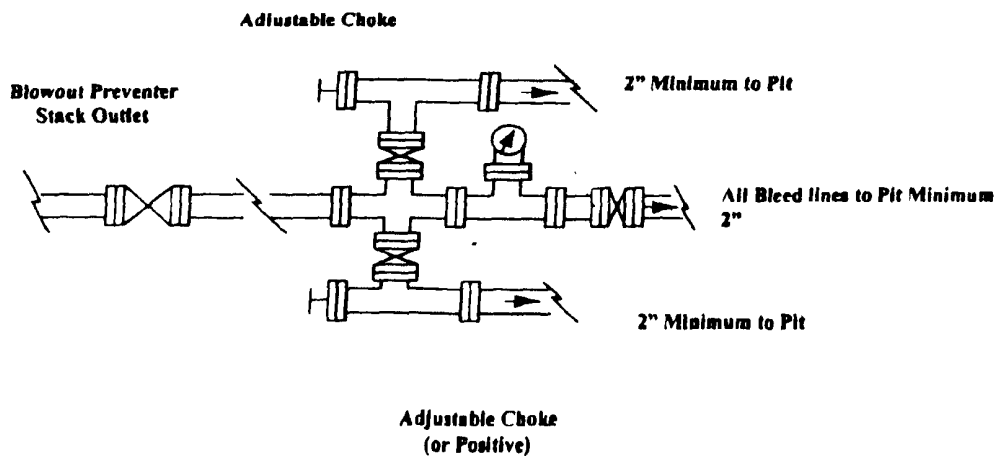 Adjustable Choke
Blowout Preventer
Stack Outlet
2" Minimum to Pit
All Bleed lines to Pit Minimum
2"
2" Minimum to Pit
Adjustable Choke
(or Positive)